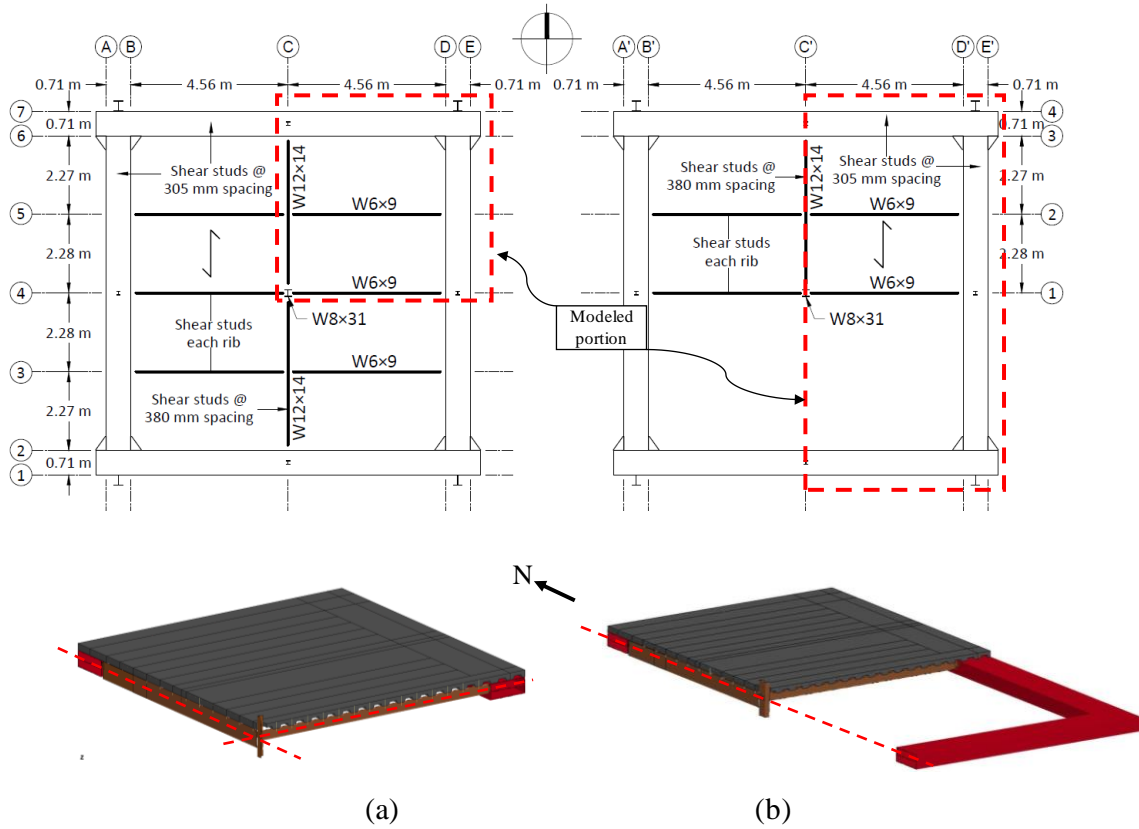 A B C D E
A' B' C' D' E'
0.71 m 4.56 m 4.56 m 0.71 m
0.71 m 4.56 m 4.56 m 0.71 m
7
0.71 m
6
2.27 m
5
2.28 m
4
2.28 m
3
2.27 m
2
0.71 m
1
Shear studs @
305 mm spacing
W12×14
W6×9
W6×9
Shear studs
each rib
W8×31
W6×9
Shear studs @
380 mm spacing
W12×14
Modeled
portion
4
0.71 m
3
2.27 m
2
2.28 m
1
Shear studs @
380 mm spacing
W12×14
Shear studs @
305 mm spacing
W6×9
Shear studs
each rib
W6×9
W8×31
N
z
(a) (b)